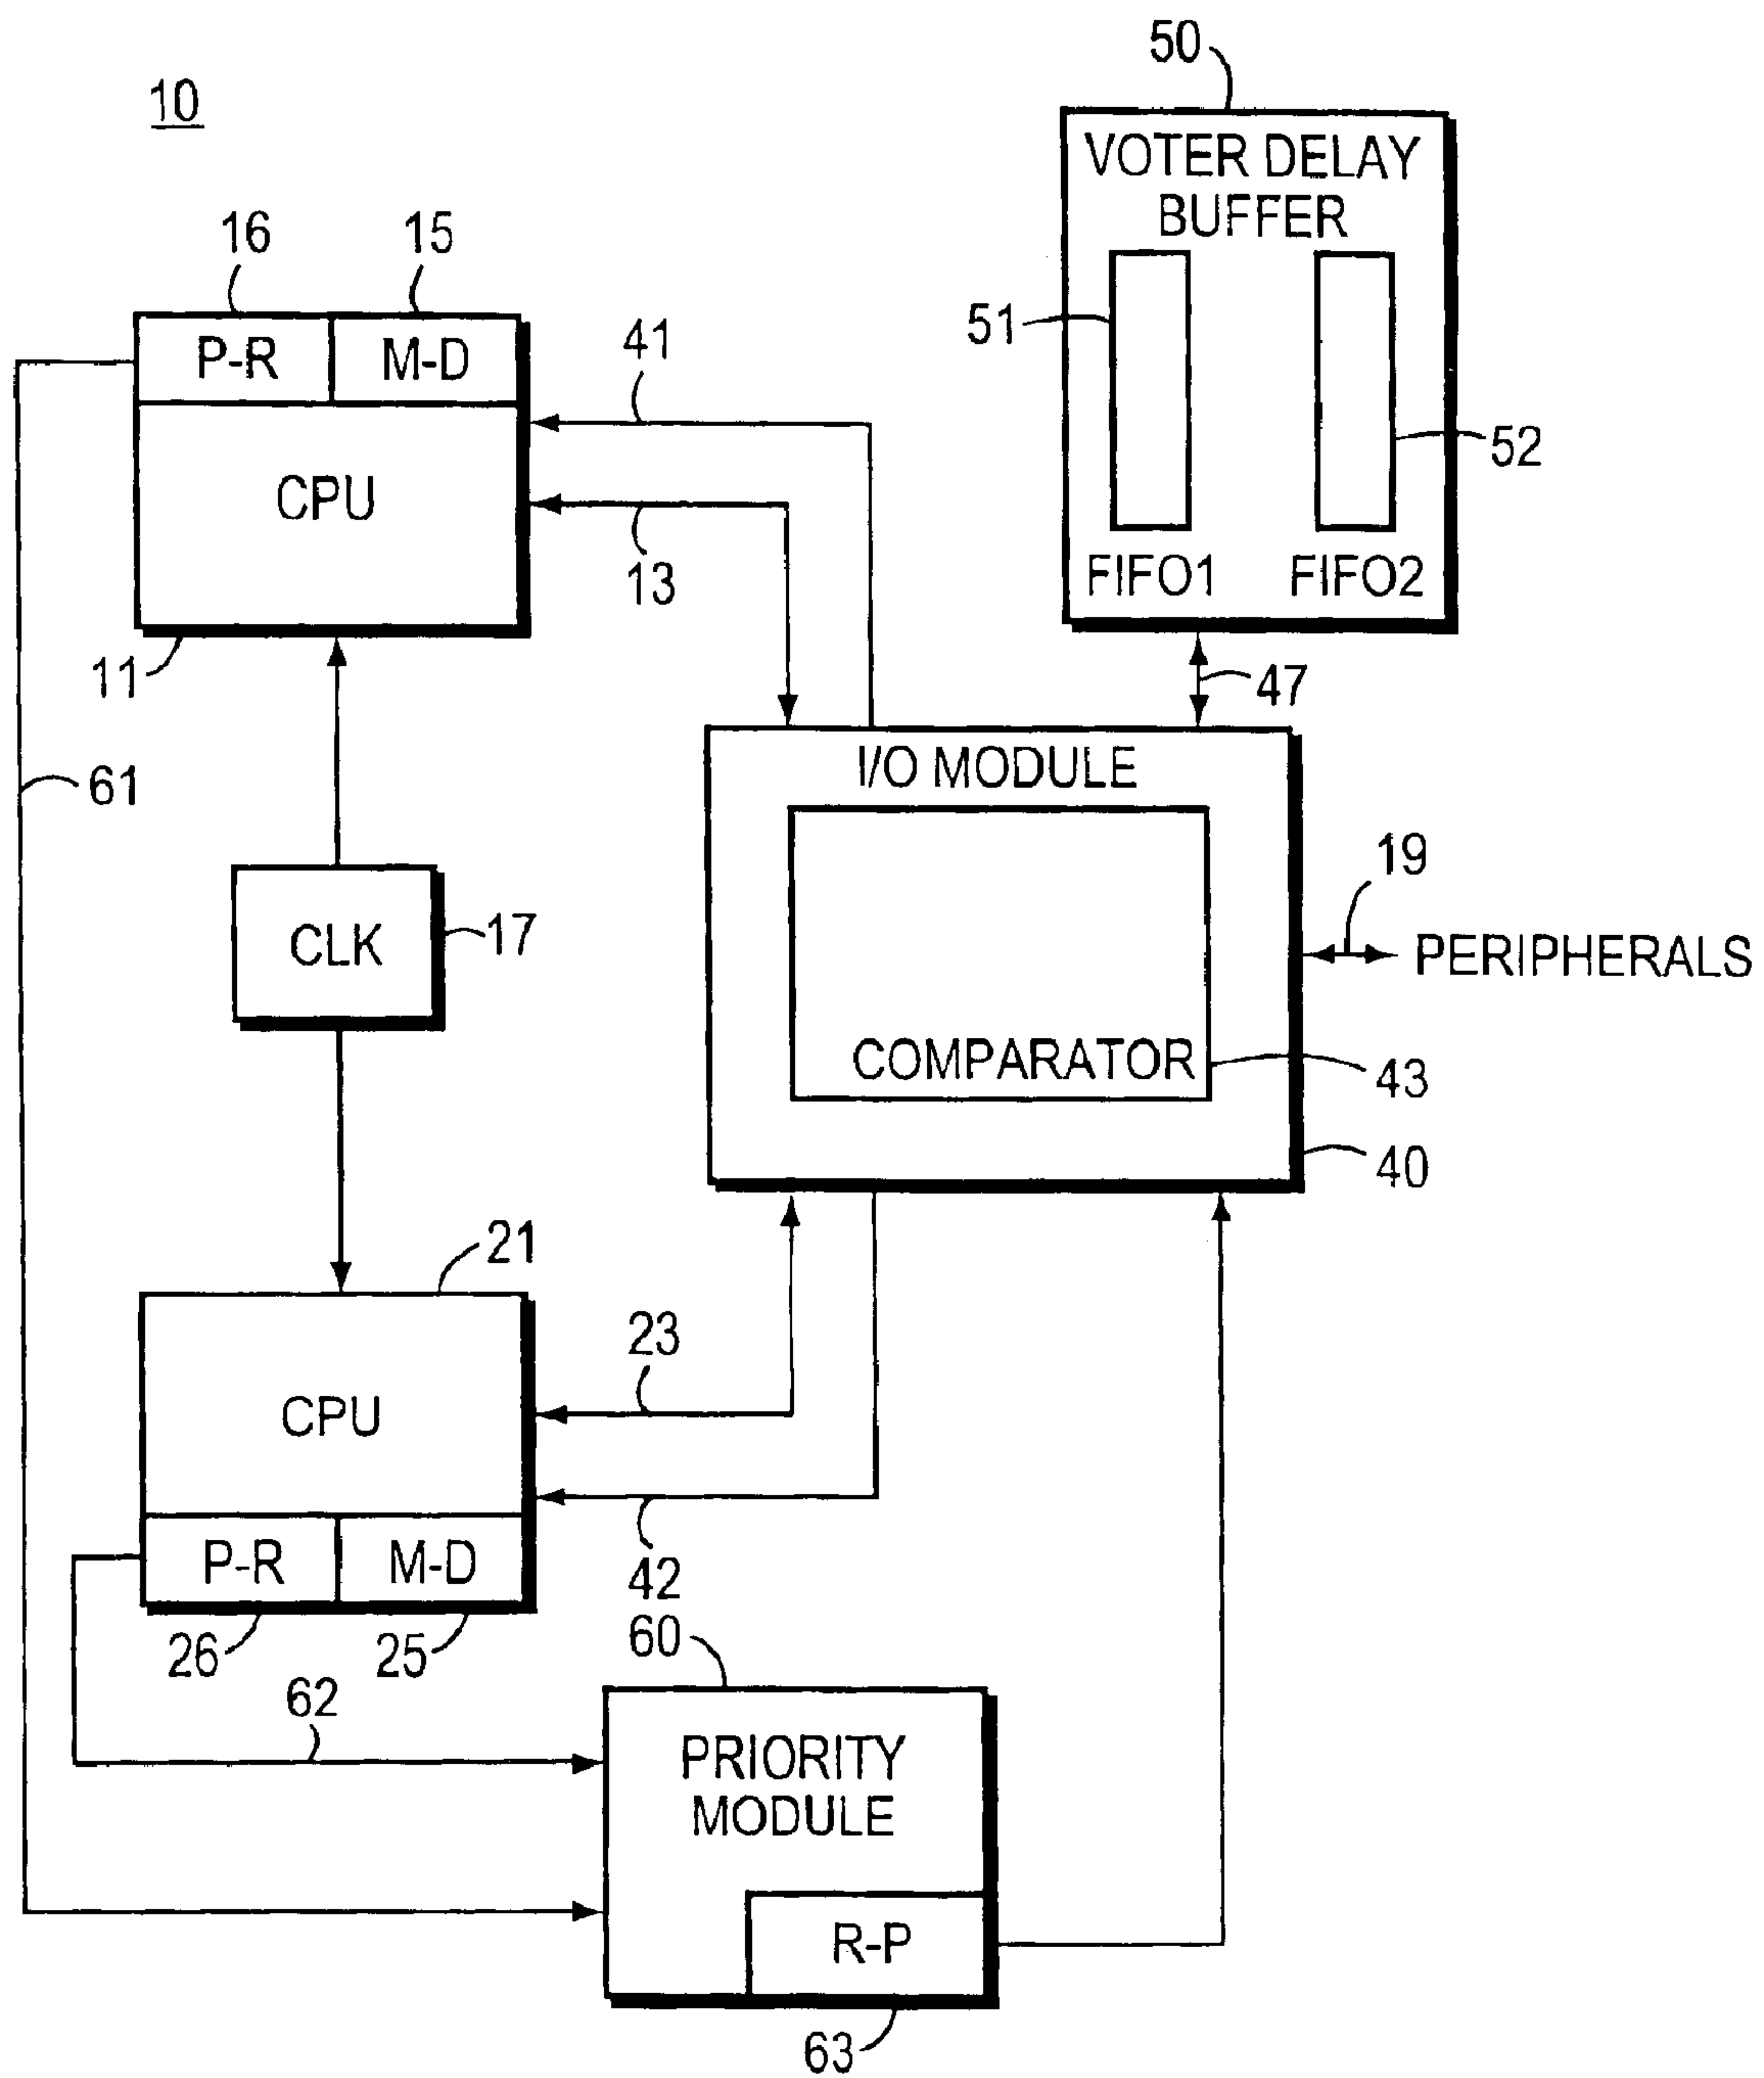 50
10
VOTER DELAY
BUFFER
16
15
51
41
P-R
M-D
52
CPU
13
FIFO1
FIFO2
11
47
61
I/O MODULE
19
17
CLK
PERIPHERALS
COMPARATOR
43
40
21
23
CPU
42
P-R
M-D
60
26
25
62
PRIORITY
MODULE
R-P
63